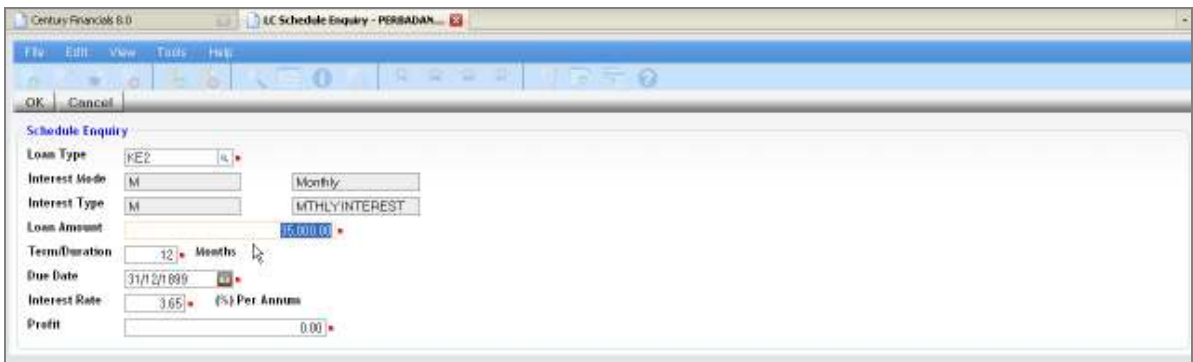 Century Financials 8.0 LC Schedule Enquiry - PERBADAN...
File Edit View Tools Help
OK Cancel
Schedule Enquiry
Loan Type KE2
Interest Mode M Monthly
Interest Type M MTHLYINTEREST
Loan Amount 35,000.00
Term/Duration 12 Months
Due Date 31/12/1899
Interest Rate 3.65 (%) Per Annum
Profit 0.00